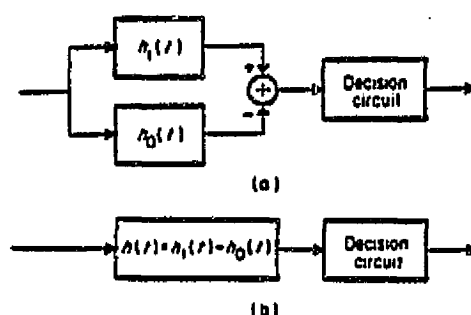 h₁(t)
+
Decision
circuit
−
h₀(t)
(a)
h(t) = h₁(t) − h₀(t)
Decision
circuit
(b)